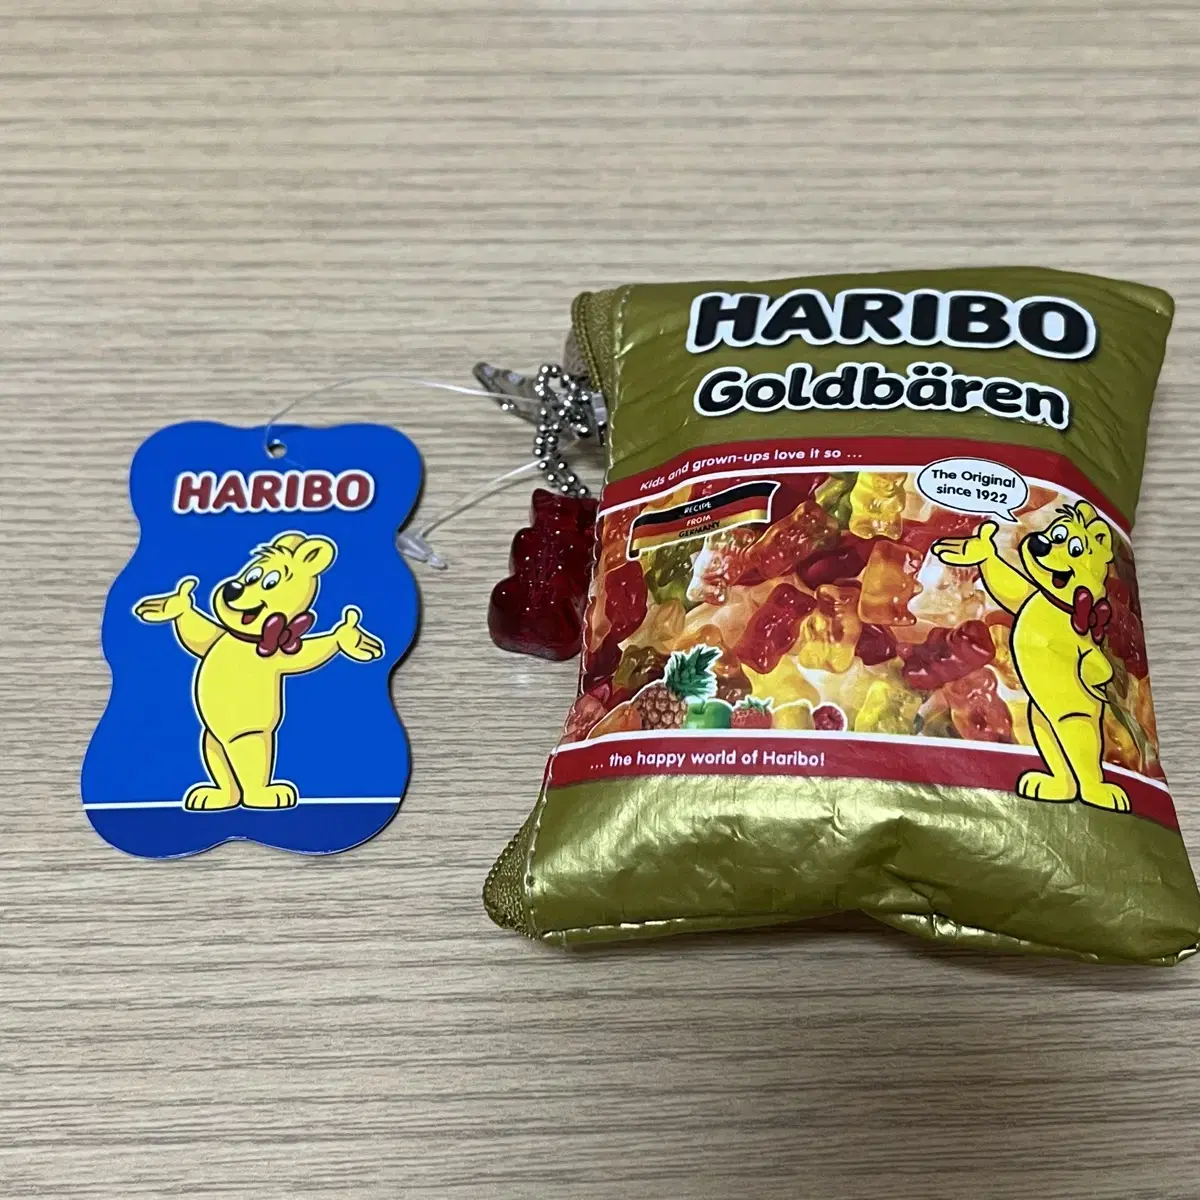 HARIBO
HARIBO
Goldbären
Kids and grown-ups love it so ...
The Original
since 1922
RECIPE
FROM
GERMANY
... the happy world of Haribo!